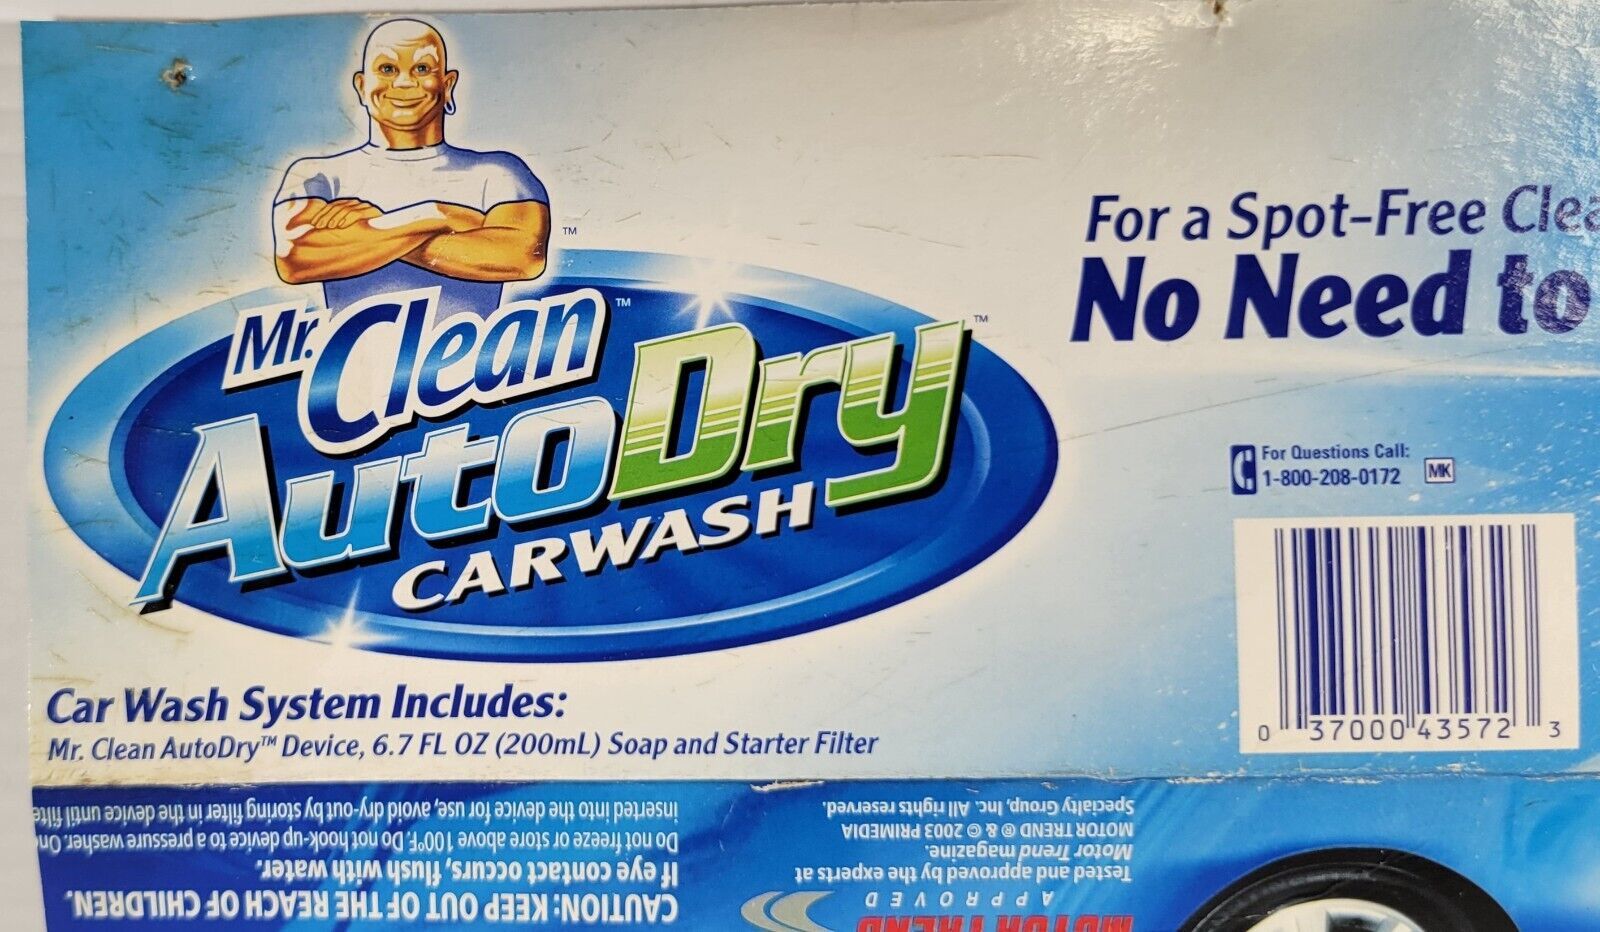 Mr. Clean™
AutoDry™
CARWASH
™
For a Spot-Free
No Need to
For Questions Call:
1-800-208-0172
MK
0 37000 43572 3
Car Wash System Includes:
Mr. Clean AutoDry™ Device, 6.7 FL OZ (200mL) Soap and Starter Filter
CAUTION: KEEP OUT OF THE REACH OF CHILDREN.
If eye contact occurs, flush with water.
Do not freeze or store above 100°F. Do not hook-up device to a pressure washer.
inserted into the device for use, avoid dry-out by storing filter in the device until
MOTOR TREND
APPROVED
Tested and approved by the experts at
Motor Trend magazine.
MOTOR TREND ® & © 2003 PRIMEDIA
Specialty Group, Inc. All rights reserved.